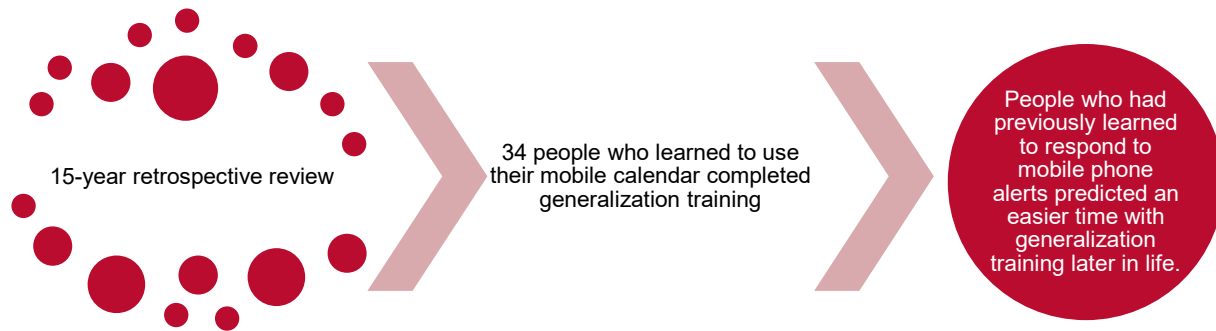 15-year retrospective review
34 people who learned to use
their mobile calendar completed
generalization training
People who had
previously learned
to respond to
mobile phone
alerts predicted an
easier time with
generalization
training later in life.